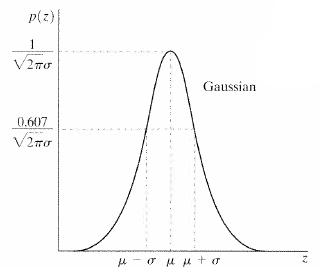 p(z)
1
√2πσ
Gaussian
0.607
√2πσ
μ − σ μ μ + σ z